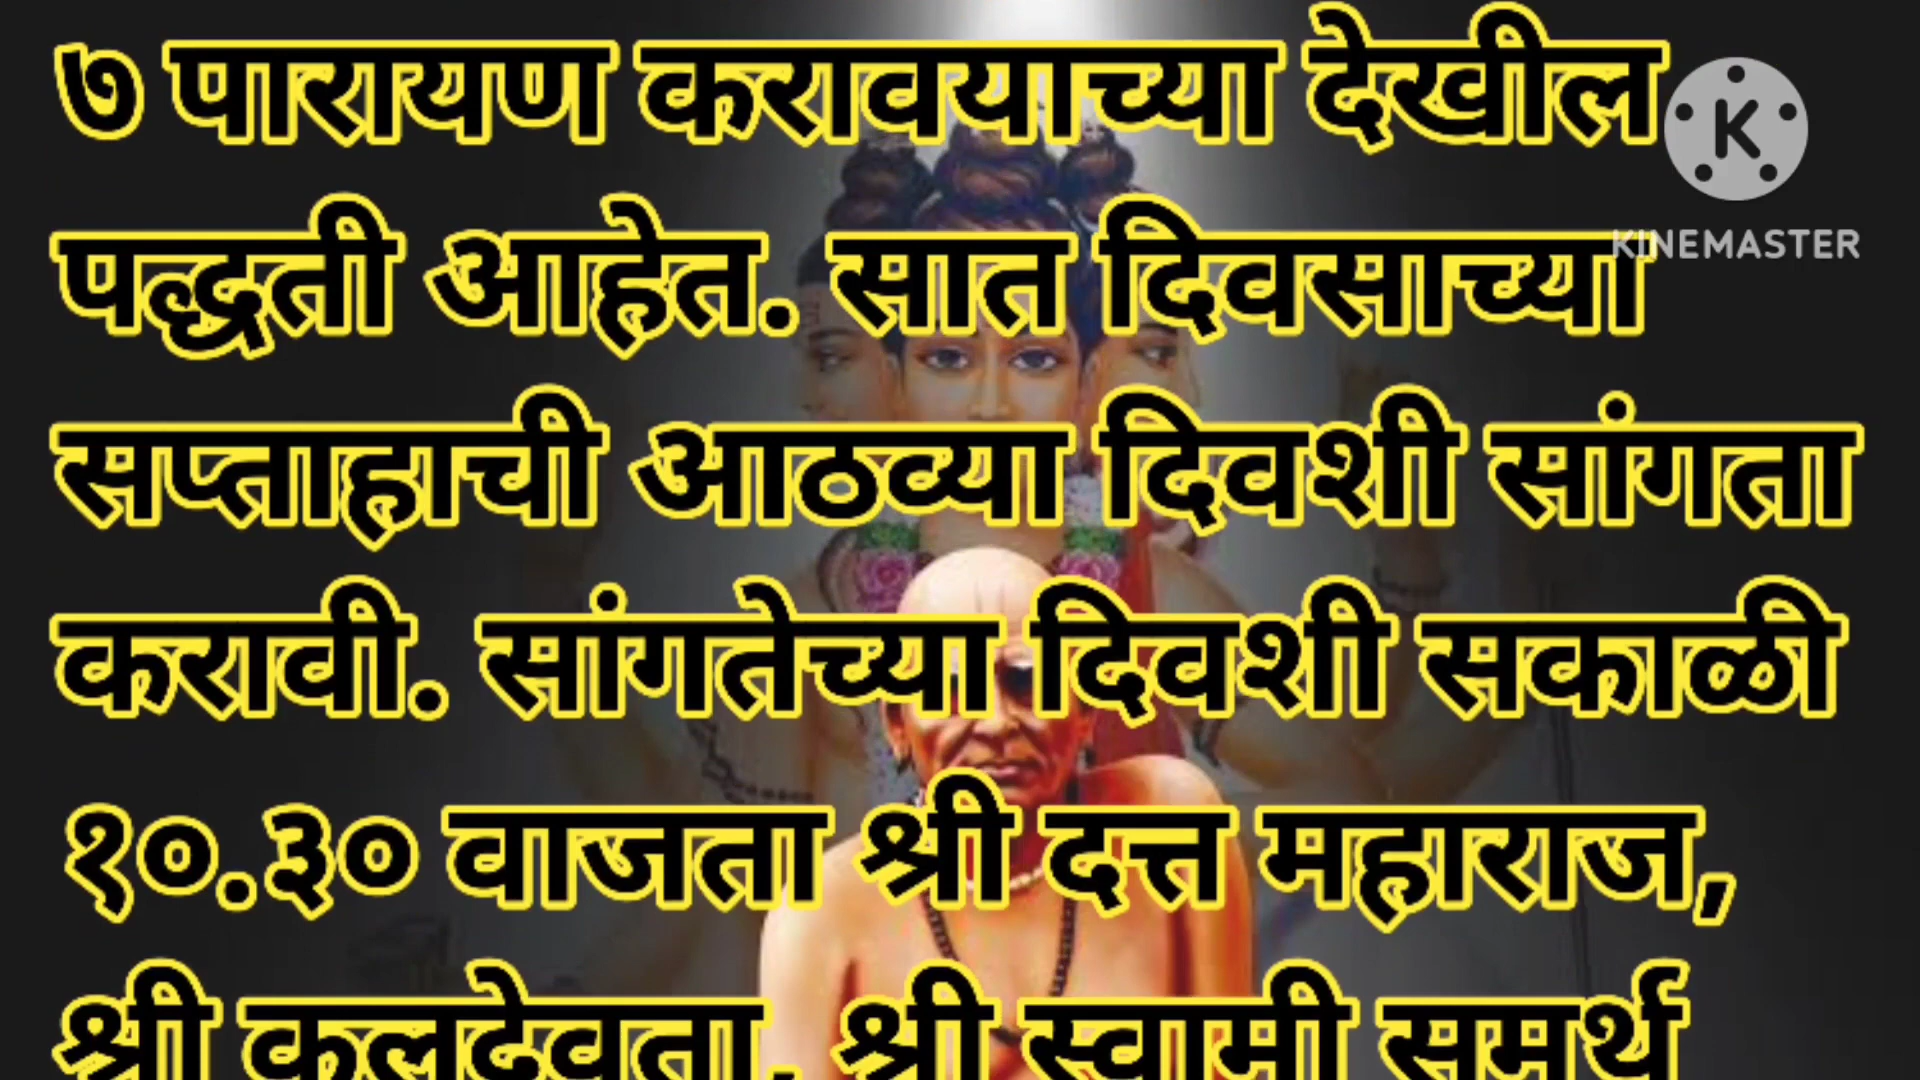 ७ पारायण करावयाच्या देखील
पद्धती आहेत. सात दिवसाच्या
सप्ताहाची आठव्या दिवशी सांगता
करावी. सांगतेच्या दिवशी सकाळी
१०.३० वाजता श्री दत्त महाराज,
श्री कुलदेवता, श्री स्वामी समर्थ
KINEMASTER